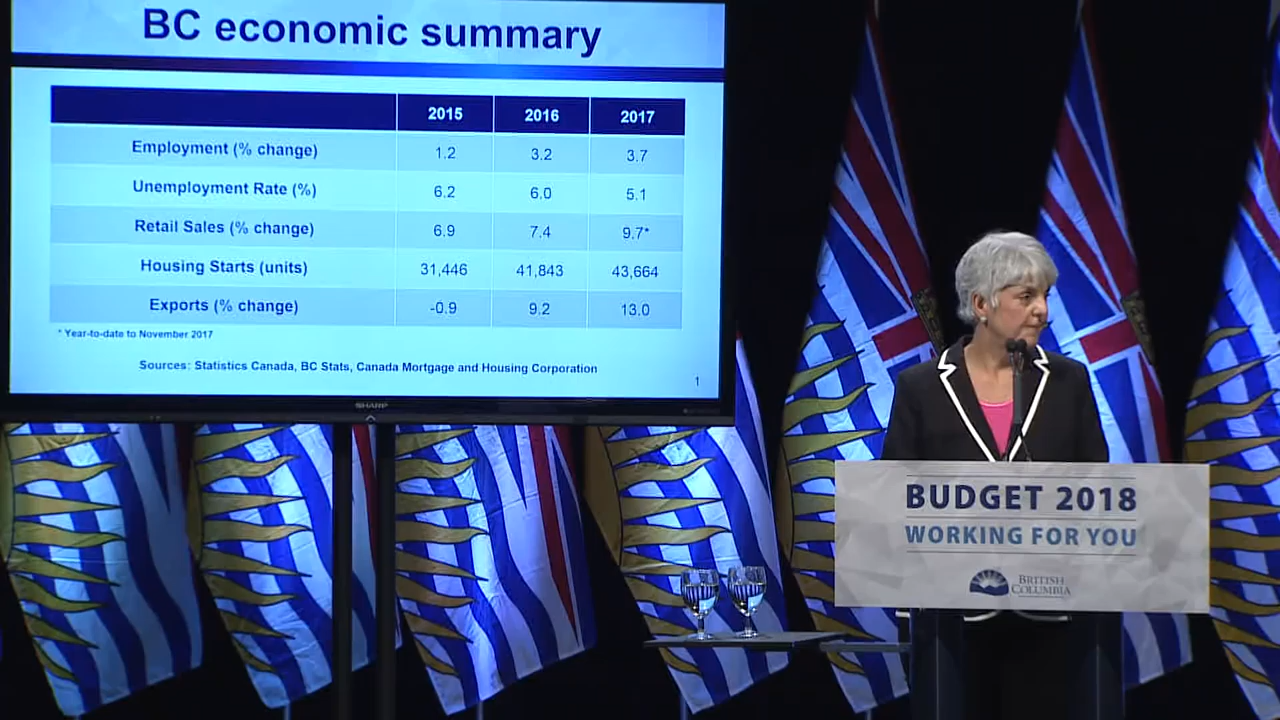 BC economic summary
2015 2016 2017
Employment (% change) 1.2 3.2 3.7
Unemployment Rate (%) 6.2 6.0 5.1
Retail Sales (% change) 6.9 7.4 9.7*
Housing Starts (units) 31,446 41,843 43,664
Exports (% change) -0.9 9.2 13.0
* Year-to-date to November 2017
Sources: Statistics Canada, BC Stats, Canada Mortgage and Housing Corporation
1
SHARP
BUDGET 2018
WORKING FOR YOU
BRITISH
COLUMBIA